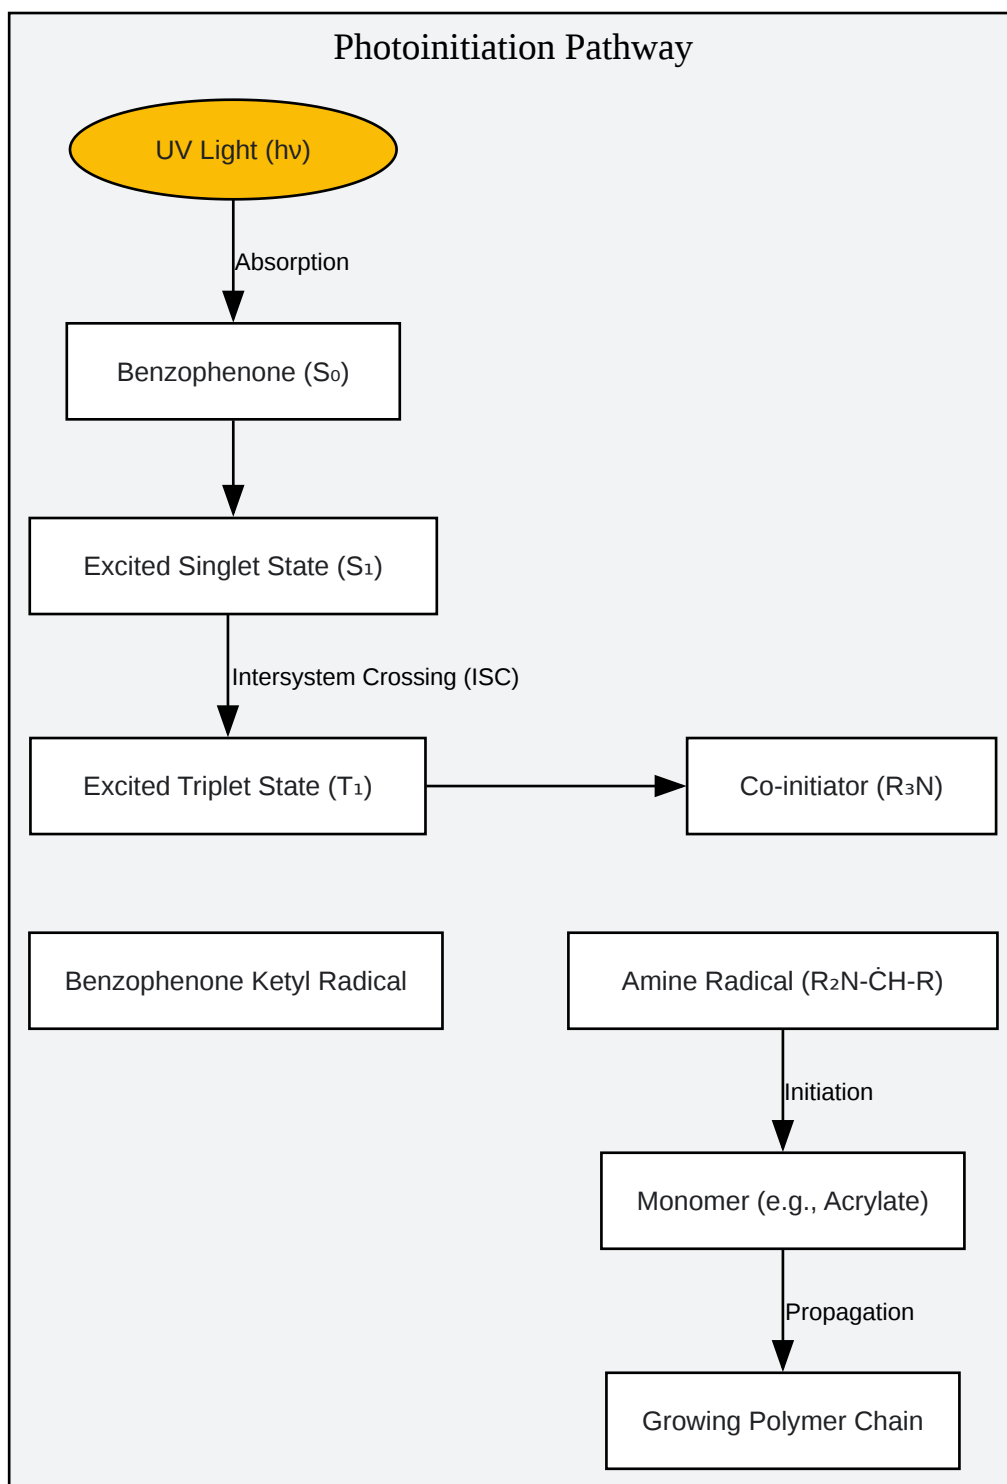 Photoinitiation Pathway
UV Light (hν)
Absorption
Benzophenone (S₀)
Excited Singlet State (S₁)
Intersystem Crossing (ISC)
Excited Triplet State (T₁)
Co-initiator (R₃N)
Benzophenone Ketyl Radical
Amine Radical (R₂N-ĊH-R)
Initiation
Monomer (e.g., Acrylate)
Propagation
Growing Polymer Chain